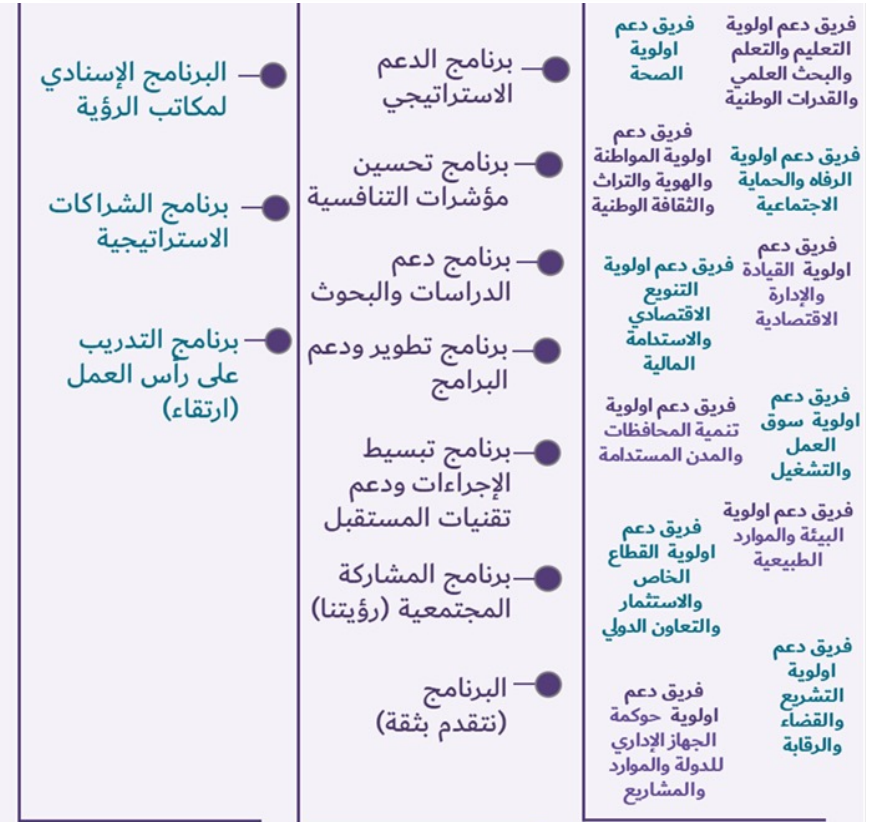 فريق دعم اولوية
التعليم والتعلم
والبحث العلمي
والقدرات الوطنية
فريق دعم
اولوية
الصحة
فريق دعم اولوية
الرفاه والحماية
الاجتماعية
فريق دعم
اولوية المواطنة
والهوية والتراث
والثقافة الوطنية
فريق دعم
اولوية القيادة
والإدارة
الاقتصادية
فريق دعم اولوية
التنويع
الاقتصادي
والاستدامة
المالية
فريق دعم
اولوية سوق
العمل
والتشغيل
فريق دعم اولوية
تنمية المحافظات
والمدن المستدامة
فريق دعم اولوية
البيئة والموارد
الطبيعية
فريق دعم
اولوية القطاع
الخاص
والاستثمار
والتعاون الدولي
فريق دعم
اولوية
التشريع
والقضاء
والرقابة
فريق دعم
اولوية حوكمة
الجهاز الإداري
للدولة والموارد
والمشاريع
برنامج الدعم
الاستراتيجي
برنامج تحسين
مؤشرات التنافسية
برنامج دعم
الدراسات والبحوث
برنامج تطوير ودعم
البرامج
برنامج تبسيط
الإجراءات ودعم
تقنيات المستقبل
برنامج المشاركة
المجتمعية (رؤيتنا)
البرنامج
(نتقدم بثقة)
البرنامج الإسنادي
لمكاتب الرؤية
برنامج الشراكات
الاستراتيجية
برنامج التدريب
على رأس العمل
(ارتقاء)